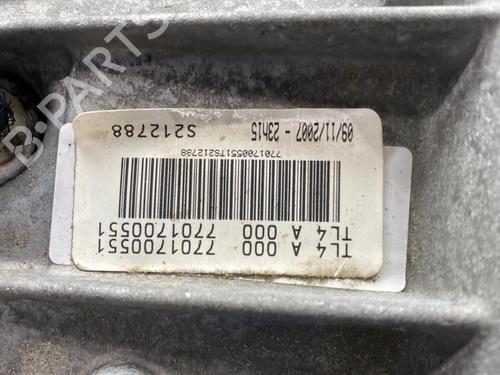 TL4 A 000 7701700551
TL4 A 000 7701700551
7701700551TS212788
S212788 09/11/2007 - 23h15
B-PARTS